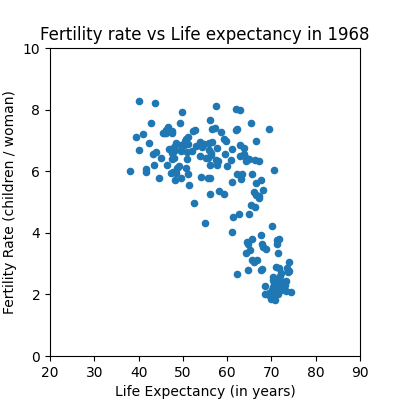 Fertility rate vs Life expectancy in 1968
10
8
6
4
2
0
Fertility Rate (children / woman)
20 30 40 50 60 70 80 90
Life Expectancy (in years)